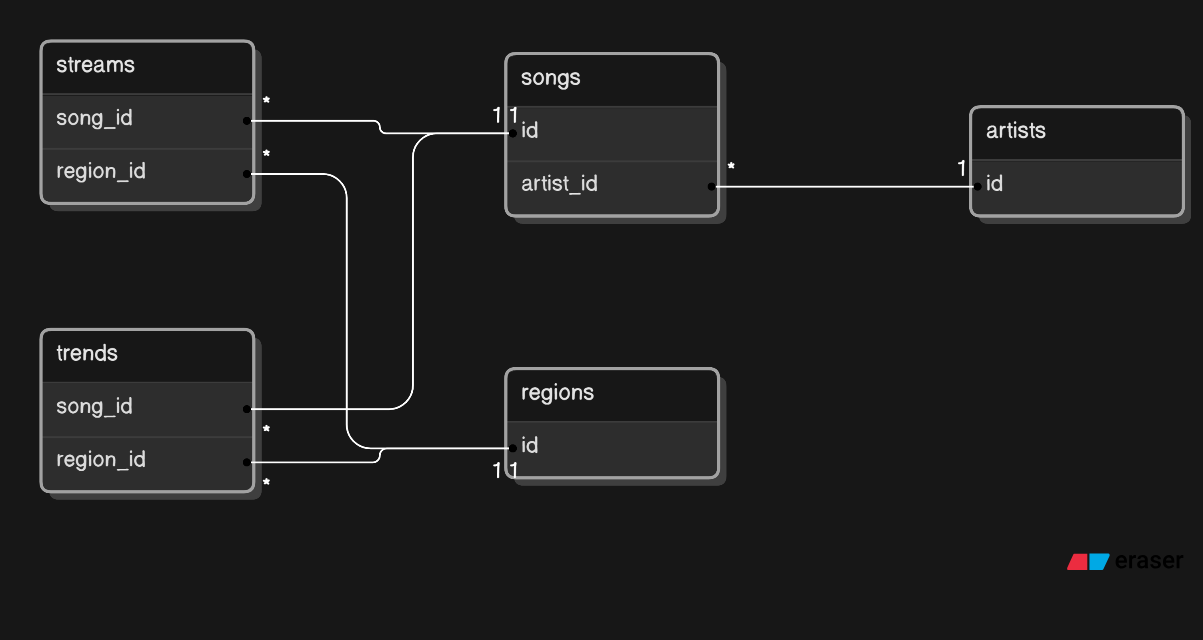 streams
song_id
*
region_id
*
songs
1 1
id
artist_id
*
artists
1
id
trends
song_id
*
region_id
*
regions
id
1 1
eraser